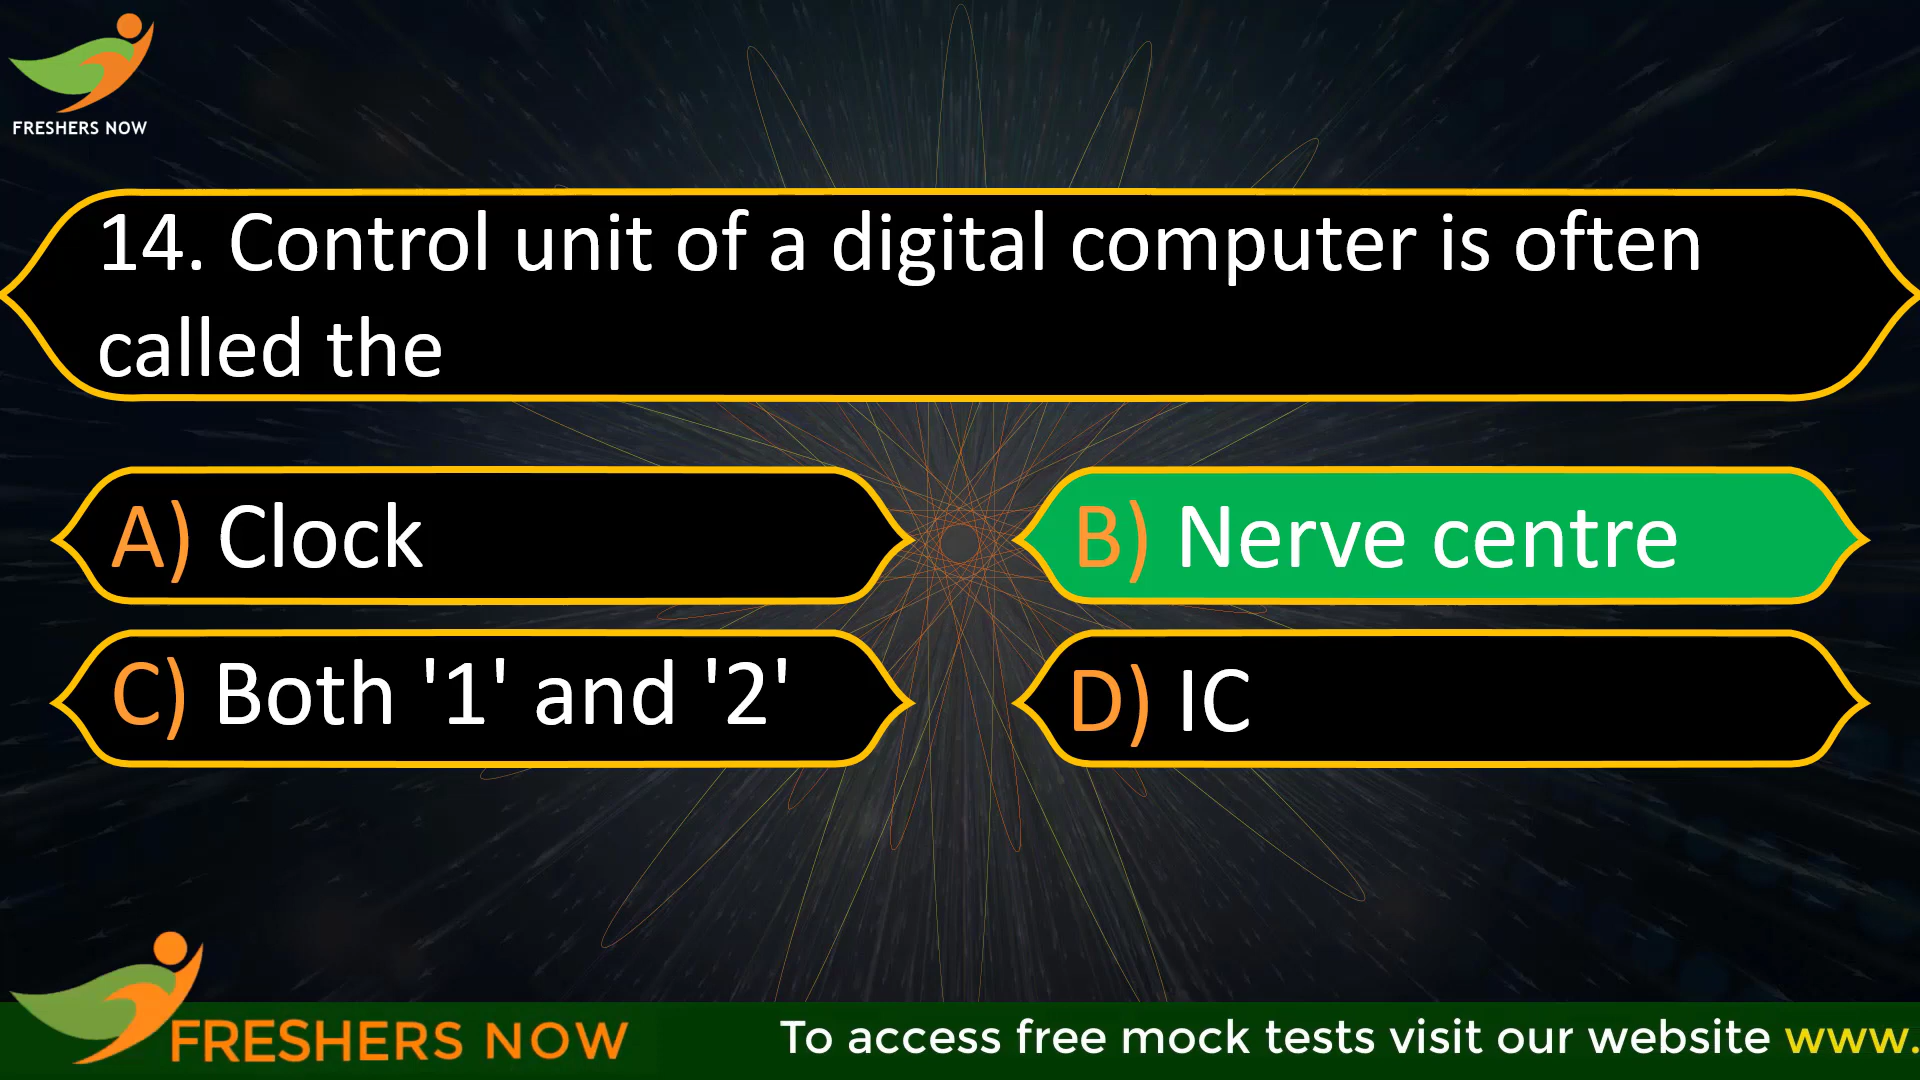 FRESHERS NOW
14. Control unit of a digital computer is often
called the
A) Clock
B) Nerve centre
C) Both '1' and '2'
D) IC
FRESHERS NOW
To access free mock tests visit our website www.